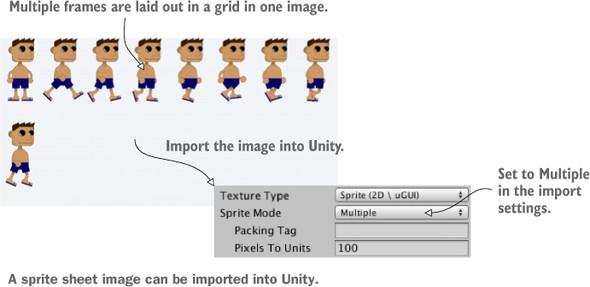 Multiple frames are laid out in a grid in one image.
Import the image into Unity.
Set to Multiple
in the import
settings.
Texture Type Sprite (2D \ uGUI)
Sprite Mode Multiple
Packing Tag
Pixels To Units 100
A sprite sheet image can be imported into Unity.